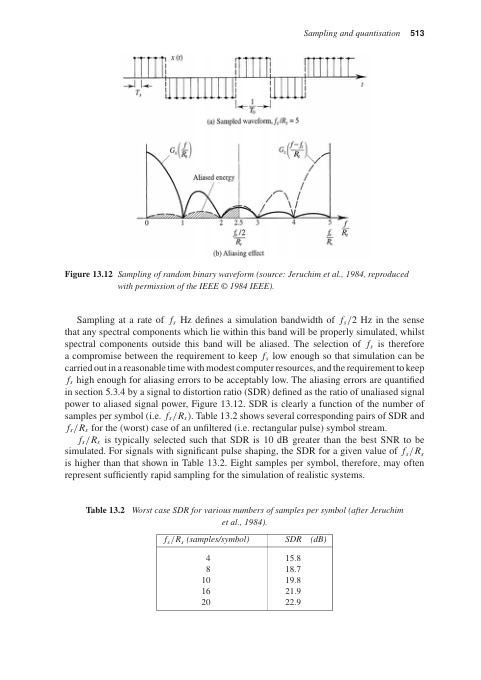 Sampling and quantisation 513
x(t)
t
T_s
1
(a) Sampled waveform, f_s/R_s = 5
G_s(f/R_s)
G_s((f−f_s)/R_s)
Aliased energy
0 1 2 2.5 3 4 5
f_s/2 f_s f
R_s R_s R_s
(b) Aliasing effect
Figure 13.12 Sampling of random binary waveform (source: Jeruchim et al., 1984, reproduced
with permission of the IEEE © 1984 IEEE).
Sampling at a rate of f_s Hz defines a simulation bandwidth of f_s/2 Hz in the sense
that any spectral components which lie within this band will be properly simulated, whilst
spectral components outside this band will be aliased. The selection of f_s is therefore
a compromise between the requirement to keep f_s low enough so that simulation can be
carried out in a reasonable time with modest computer resources, and the requirement to keep
f_s high enough for aliasing errors to be acceptably low. The aliasing errors are quantified
in section 5.3.4 by a signal to distortion ratio (SDR) defined as the ratio of unaliased signal
power to aliased signal power, Figure 13.12. SDR is clearly a function of the number of
samples per symbol (i.e. f_s/R_s). Table 13.2 shows several corresponding pairs of SDR and
f_s/R_s for the (worst) case of an unfiltered (i.e. rectangular pulse) symbol stream.
f_s/R_s is typically selected such that SDR is 10 dB greater than the best SNR to be
simulated. For signals with significant pulse shaping, the SDR for a given value of f_s/R_s
is higher than that shown in Table 13.2. Eight samples per symbol, therefore, may often
represent sufficiently rapid sampling for the simulation of realistic systems.
Table 13.2 Worst case SDR for various numbers of samples per symbol (after Jeruchim
et al., 1984).
f_s/R_s (samples/symbol) SDR (dB)
4 15.8
8 18.7
10 19.8
16 21.9
20 22.9